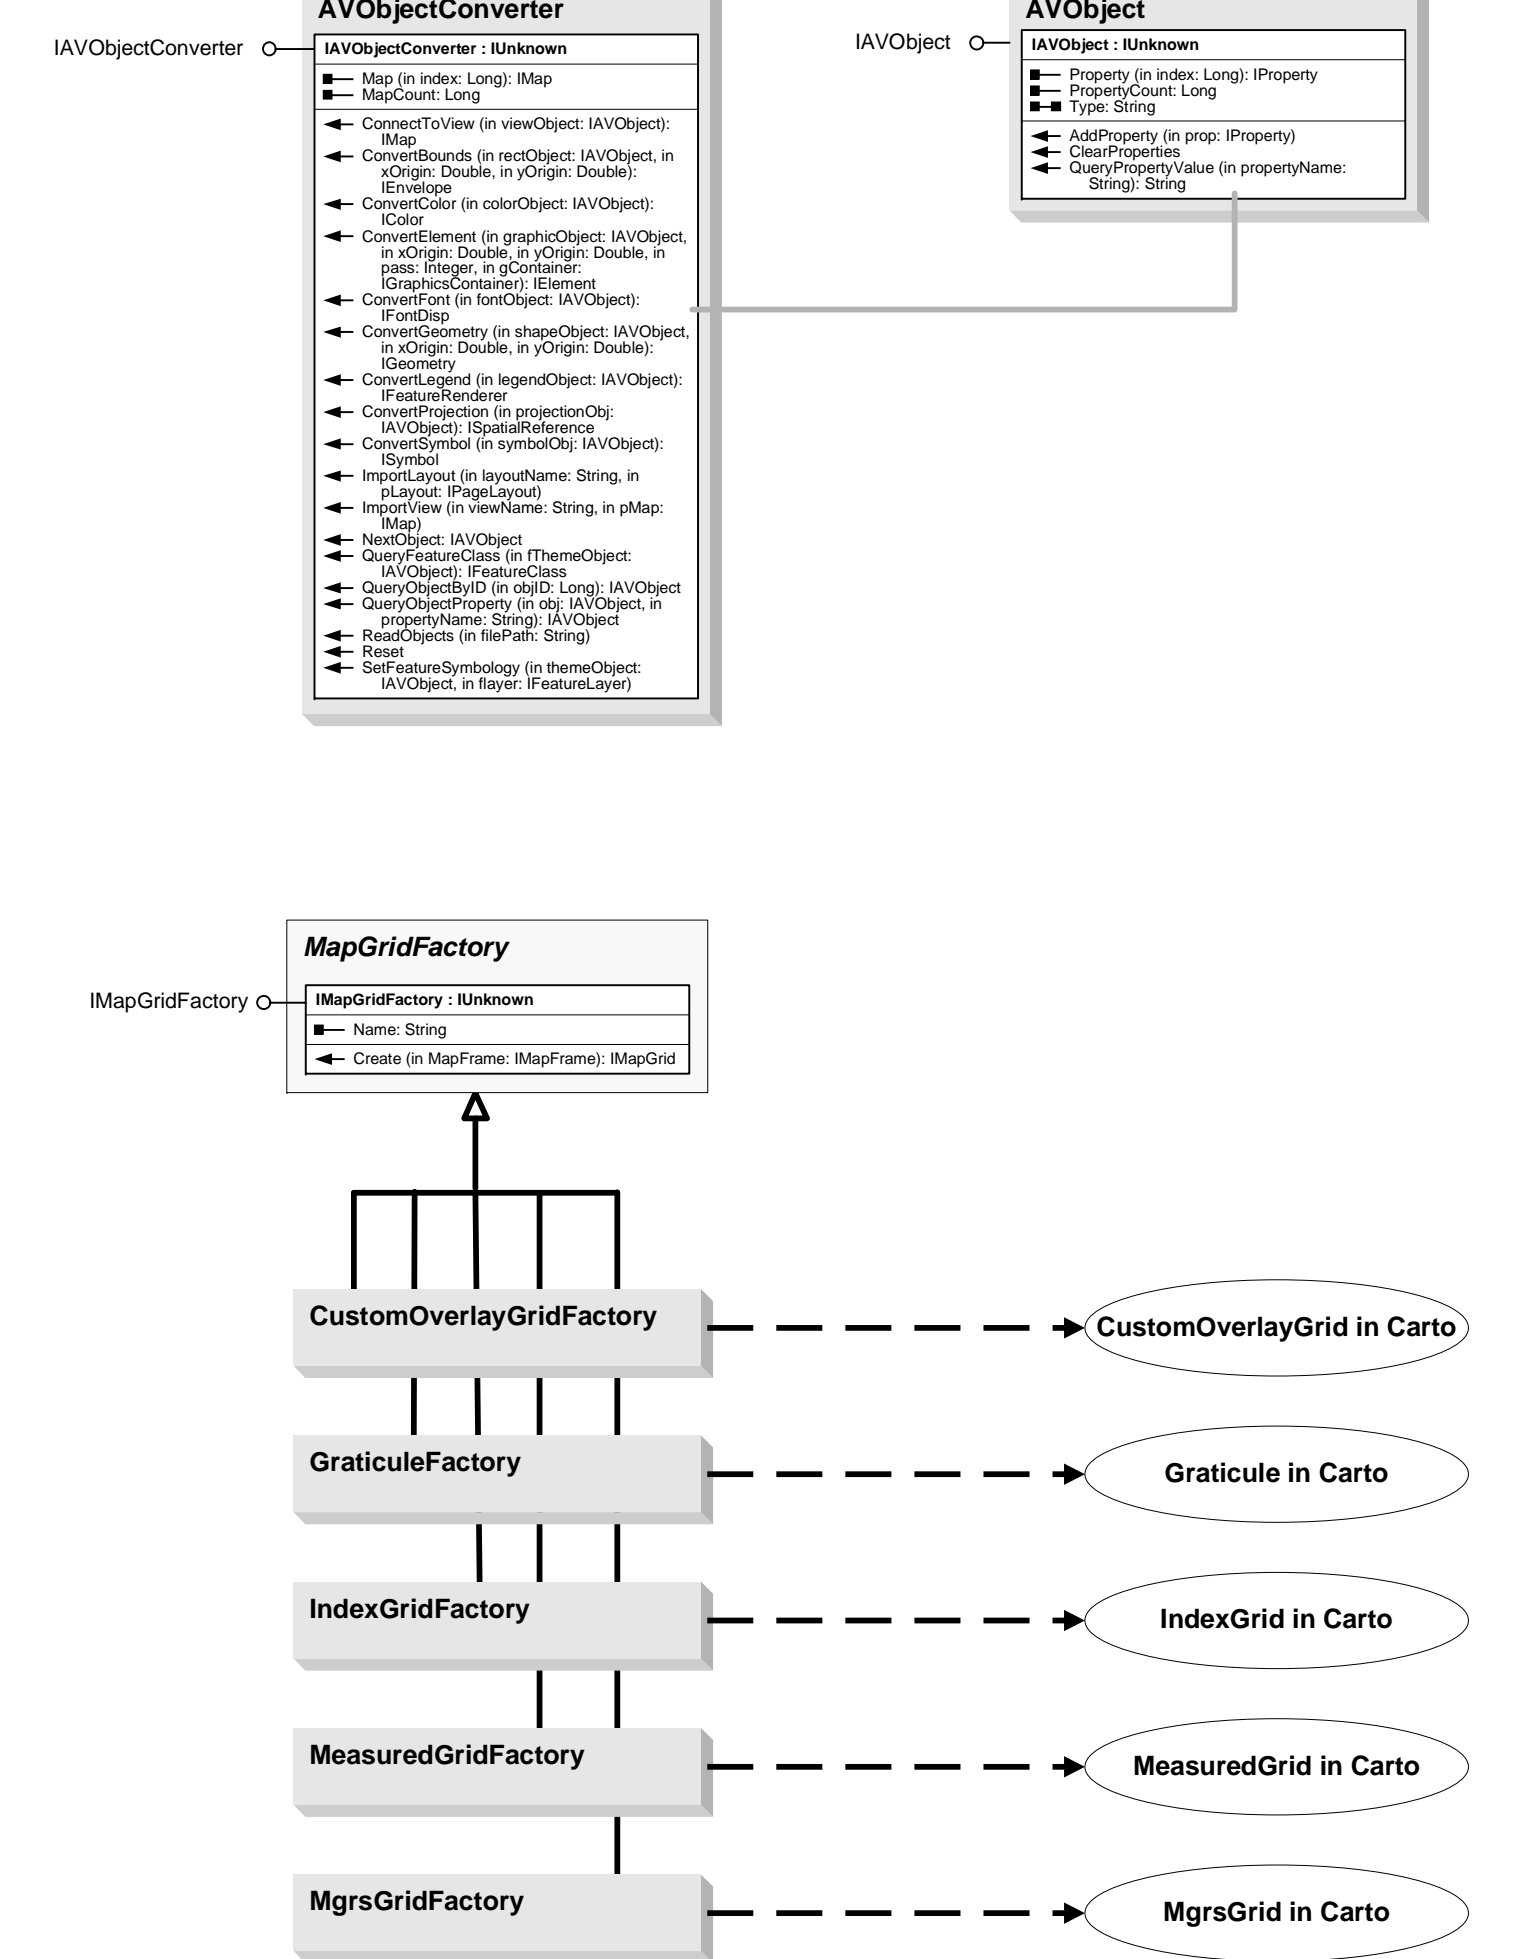 AVObjectConverter
IAVObjectConverter
IAVObjectConverter : IUnknown
Map (in index: Long): IMap
MapCount: Long
ConnectToView (in viewObject: IAVObject):
IMap
ConvertBounds (in rectObject: IAVObject, in
xOrigin: Double, in yOrigin: Double):
IEnvelope
ConvertColor (in colorObject: IAVObject):
IColor
ConvertElement (in graphicObject: IAVObject,
in xOrigin: Double, in yOrigin: Double, in
pass: Integer, in gContainer:
IGraphicsContainer): IElement
ConvertFont (in fontObject: IAVObject):
IFontDisp
ConvertGeometry (in shapeObject: IAVObject,
in xOrigin: Double, in yOrigin: Double):
IGeometry
ConvertLegend (in legendObject: IAVObject):
IFeatureRenderer
ConvertProjection (in projectionObj:
IAVObject): ISpatialReference
ConvertSymbol (in symbolObj: IAVObject):
ISymbol
ImportLayout (in layoutName: String, in
pLayout: IPageLayout)
ImportView (in viewName: String, in pMap:
IMap)
NextObject: IAVObject
QueryFeatureClass (in fThemeObject:
IAVObject): IFeatureClass
QueryObjectByID (in objID: Long): IAVObject
QueryObjectProperty (in obj: IAVObject, in
propertyName: String): IAVObject
ReadObjects (in filePath: String)
Reset
SetFeatureSymbology (in themeObject:
IAVObject, in flayer: IFeatureLayer)
AVObject
IAVObject
IAVObject : IUnknown
Property (in index: Long): IProperty
PropertyCount: Long
Type: String
AddProperty (in prop: IProperty)
ClearProperties
QueryPropertyValue (in propertyName:
String): String
MapGridFactory
IMapGridFactory
IMapGridFactory : IUnknown
Name: String
Create (in MapFrame: IMapFrame): IMapGrid
CustomOverlayGridFactory
CustomOverlayGrid in Carto
GraticuleFactory
Graticule in Carto
IndexGridFactory
IndexGrid in Carto
MeasuredGridFactory
MeasuredGrid in Carto
MgrsGridFactory
MgrsGrid in Carto